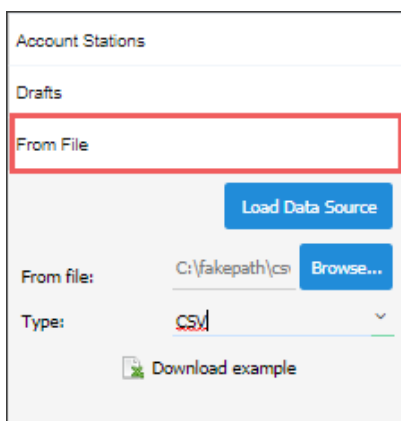 Account Stations
Drafts
From File
Load Data Source
From file: C:\fakepath\csv Browse...
Type: CSV
Download example